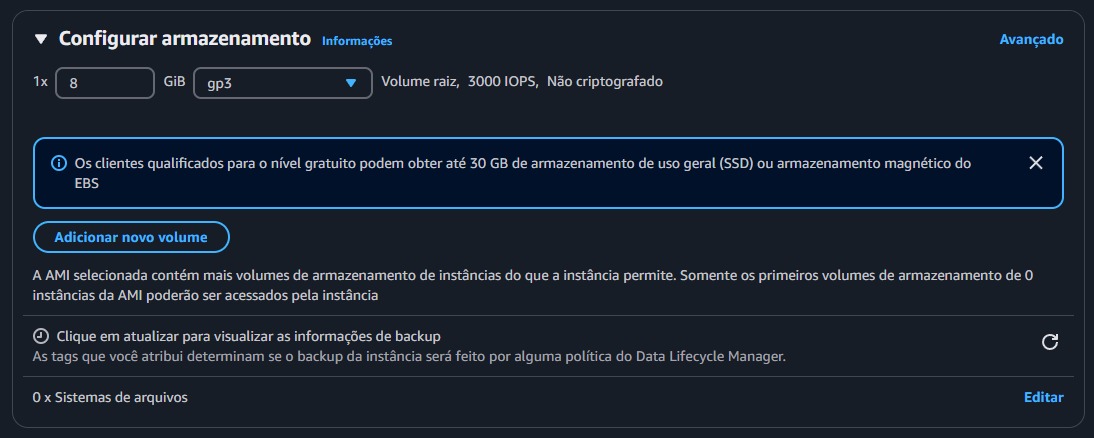 Configurar armazenamento Informações Avançado
1x 8 GiB gp3 Volume raiz, 3000 IOPS, Não criptografado
Os clientes qualificados para o nível gratuito podem obter até 30 GB de armazenamento de uso geral (SSD) ou armazenamento magnético do
EBS
Adicionar novo volume
A AMI selecionada contém mais volumes de armazenamento de instâncias do que a instância permite. Somente os primeiros volumes de armazenamento de 0
instâncias da AMI poderão ser acessados pela instância
Clique em atualizar para visualizar as informações de backup
As tags que você atribui determinam se o backup da instância será feito por alguma política do Data Lifecycle Manager.
0 x Sistemas de arquivos Editar